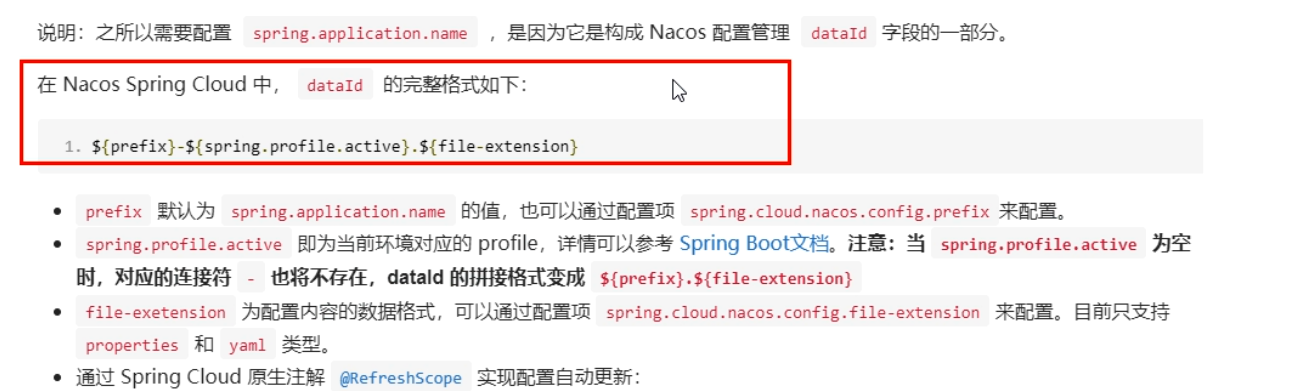 说明：之所以需要配置 spring.application.name ，是因为它是构成 Nacos 配置管理 dataId 字段的一部分。
在 Nacos Spring Cloud 中， dataId 的完整格式如下：
1. ${prefix}-${spring.profile.active}.${file-extension}
• prefix 默认为 spring.application.name 的值，也可以通过配置项 spring.cloud.nacos.config.prefix 来配置。
• spring.profile.active 即为当前环境对应的 profile，详情可以参考 Spring Boot文档。注意：当 spring.profile.active 为空
时，对应的连接符 - 也将不存在，dataId 的拼接格式变成 ${prefix}.${file-extension}
• file-exetension 为配置内容的数据格式，可以通过配置项 spring.cloud.nacos.config.file-extension 来配置。目前只支持
properties 和 yaml 类型。
• 通过 Spring Cloud 原生注解 @RefreshScope 实现配置自动更新：